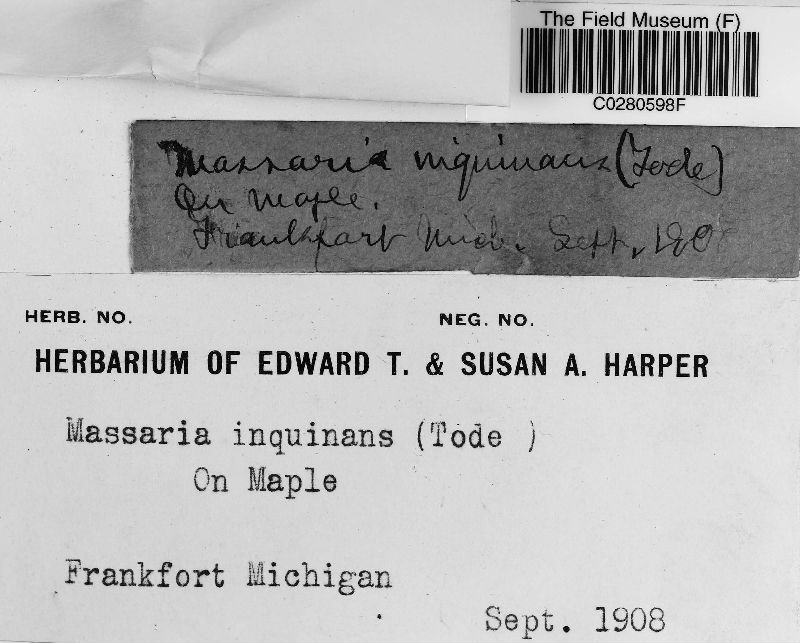 The Field Museum (F)
C0280598F
Massaria inquinans (Tode)
On Maple.
Frankfort Mich. Sept. 1908
HERB. NO. NEG. NO.
HERBARIUM OF EDWARD T. & SUSAN A. HARPER
Massaria inquinans (Tode )
On Maple
Frankfort Michigan
Sept. 1908